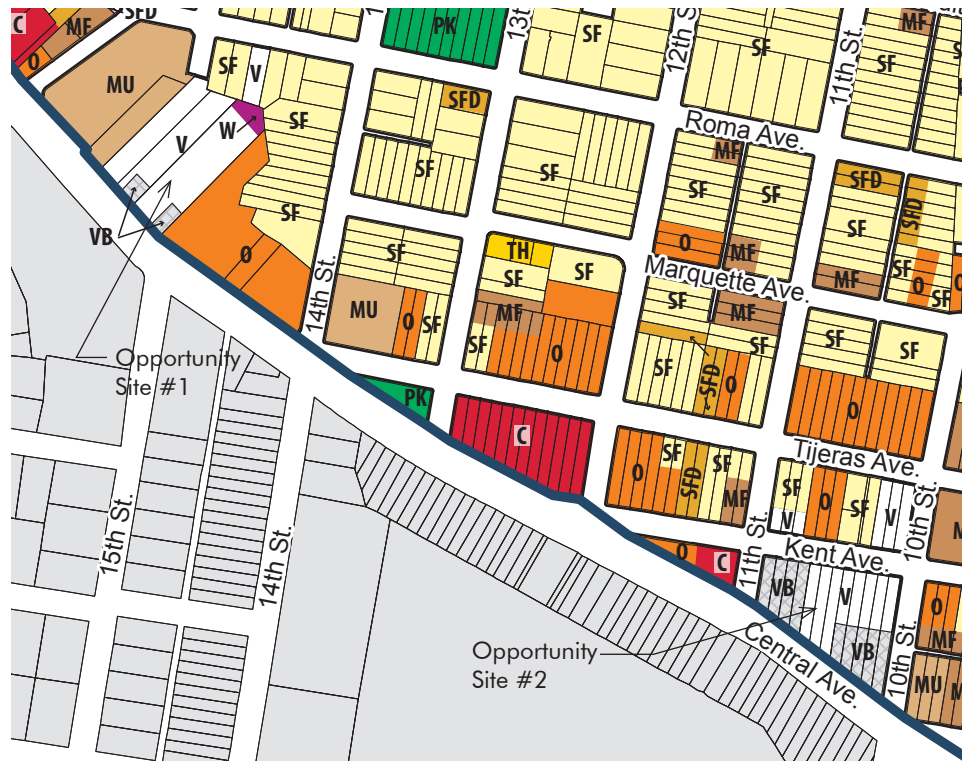 SFD
C
MF
PK
13th St.
SF
12th St.
SF
MF
11th St.
SF
O
MU
SF
V
SFD
W
SF
Roma Ave.
MF
V
SF
SF
SF
SF
SFD
SFD
VB
SF
SF
O
MF
SF
O
SF
TH
SF
SF
Marquette Ave.
MF
SF
O
SF
14th St.
MU
O
SF
MF
SF
MF
SF
SF
SF
O
SF
SFD
O
SF
Opportunity
Site #1
PK
O
C
Tijeras Ave.
O
SF
SFD
SF
MF
SF
V
O
SF
V
10th St.
M
15th St.
14th St.
O
C
11th St.
Kent Ave.
VB
V
O
MF
Opportunity
Site #2
VB
Central Ave.
10th St.
MU
M